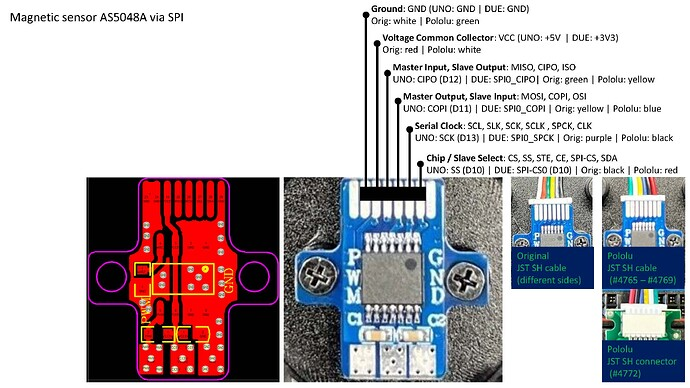 Magnetic sensor AS5048A via SPI
Ground: GND (UNO: GND | DUE: GND)
Orig: white | Pololu: green
Voltage Common Collector: VCC (UNO: +5V | DUE: +3V3)
Orig: red | Pololu: white
Master Input, Slave Output: MISO, CIPO, ISO
UNO: CIPO (D12) | DUE: SPI0_CIPO| Orig: green | Pololu: yellow
Master Output, Slave Input: MOSI, COPI, OSI
UNO: COPI (D11) | DUE: SPI0_COPI | Orig: yellow | Pololu: blue
Serial Clock: SCL, SLK, SCK, SCLK , SPCK, CLK
UNO: SCK (D13) | DUE: SPI0_SPCK | Orig: purple | Pololu: black
Chip / Slave Select: CS, SS, STE, CE, SPI-CS, SDA
UNO: SS (D10) | DUE: SPI-CS0 (D10) | Orig: black | Pololu: red
PWM
GND
PWM
GND
C1
C2
Original
JST SH cable
(different sides)
Pololu
JST SH cable
(#4765 – #4769)
Pololu
JST SH connector
(#4772)